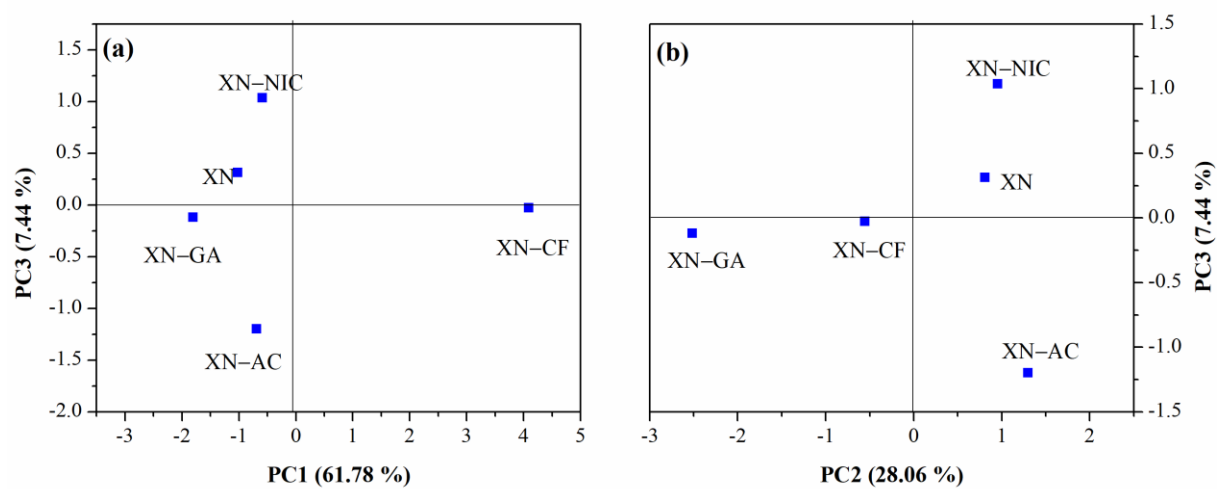 (a)
1.5
1.0
0.5
0.0
-0.5
-1.0
-1.5
-2.0
PC3 (7.44 %)
XN–NIC
XN
XN–GA
XN–CF
XN–AC
-3 -2 -1 0 1 2 3 4 5
PC1 (61.78 %)
(b)
XN–NIC
XN
XN–GA
XN–CF
XN–AC
1.5
1.0
0.5
0.0
-0.5
-1.0
-1.5
PC3 (7.44 %)
-3 -2 -1 0 1 2
PC2 (28.06 %)